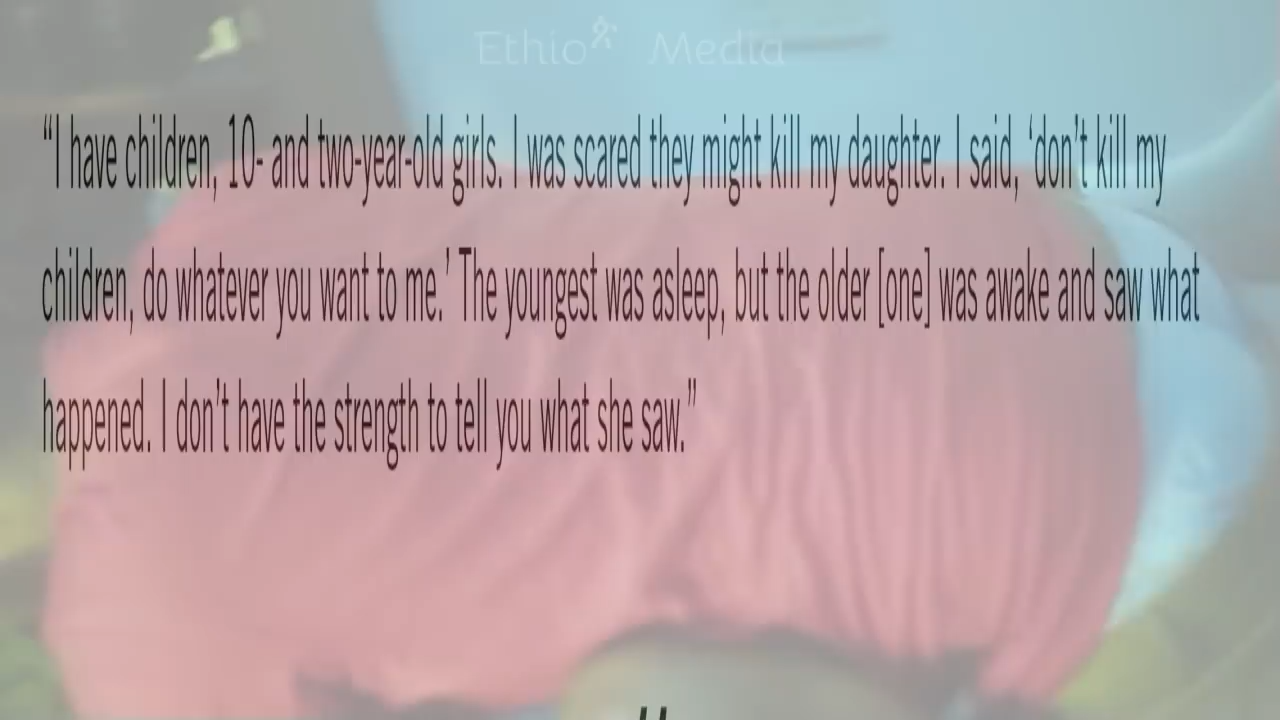 Ethio Media
“I have children, 10- and two-year-old girls. I was scared they might kill my daughter. I said, ‘don’t kill my
children, do whatever you want to me.’ The youngest was asleep, but the older [one] was awake and saw what
happened. I don’t have the strength to tell you what she saw.”